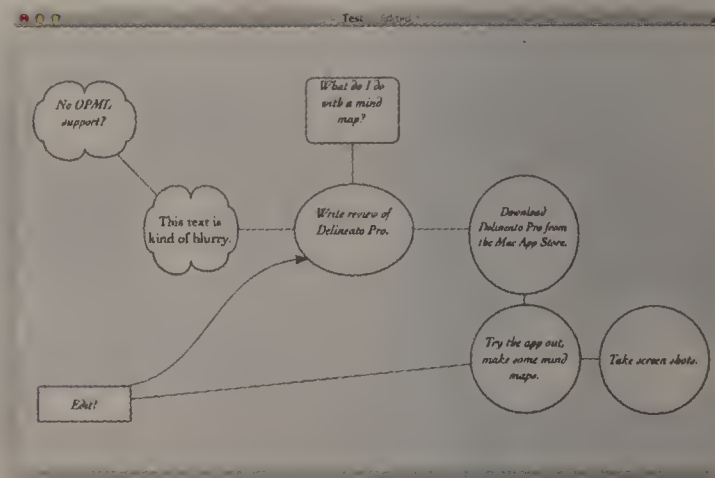 Test Edited
No OPML
support?
What do I do
with a mind
map?
This text is
kind of blurry.
Write review of
Delineato Pro.
Download
Delineato Pro from
the Mac App Store.
Try the app out,
make some mind
maps.
Take screen shots.
Edit!